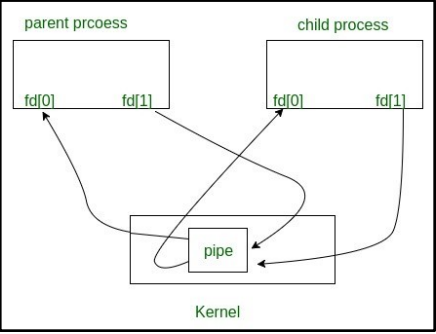 parent prcoess
child process
fd[0]
fd[1]
fd[0]
fd[1]
pipe
Kernel